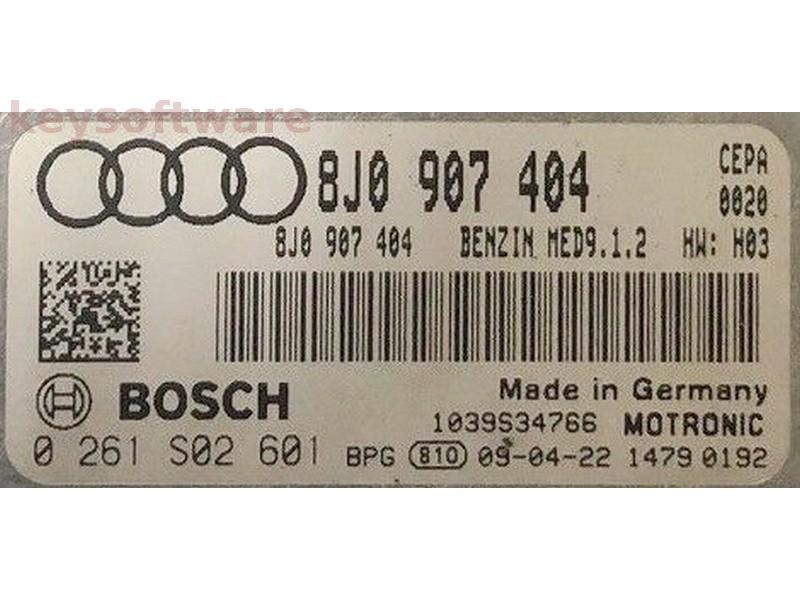 keysoftware
8J0 907 404 CEPA
0020
8J0 907 404 BENZIN MED9.1.2 HW: H03
BOSCH Made in Germany
1039S34766 MOTRONIC
0 261 S02 601 BPG 810 09-04-22 1479 0192